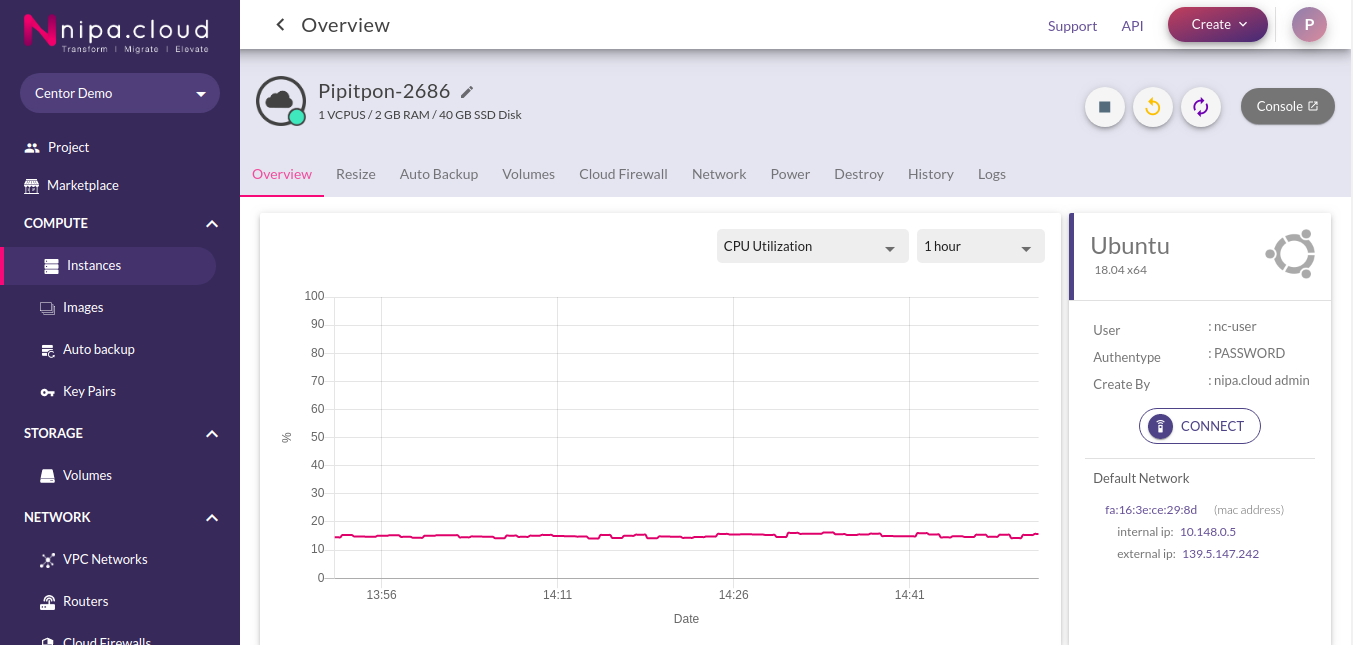 nipa.cloud
Transform | Migrate | Elevate
Centor Demo
Project
Marketplace
COMPUTE
Instances
Images
Auto backup
Key Pairs
STORAGE
Volumes
NETWORK
VPC Networks
Routers
Cloud Firewalls
Overview
Support
API
Create
P
Pipitpon-2686
1 VCPUS / 2 GB RAM / 40 GB SSD Disk
Console
Overview Resize Auto Backup Volumes Cloud Firewall Network Power Destroy History Logs
CPU Utilization
1 hour
100
90
80
70
60
50
40
30
20
10
0
%
13:56 14:11 14:26 14:41
Date
Ubuntu
18.04 x64
User : nc-user
Authentype : PASSWORD
Create By : nipa.cloud admin
CONNECT
Default Network
fa:16:3e:ce:29:8d (mac address)
internal ip: 10.148.0.5
external ip: 139.5.147.242